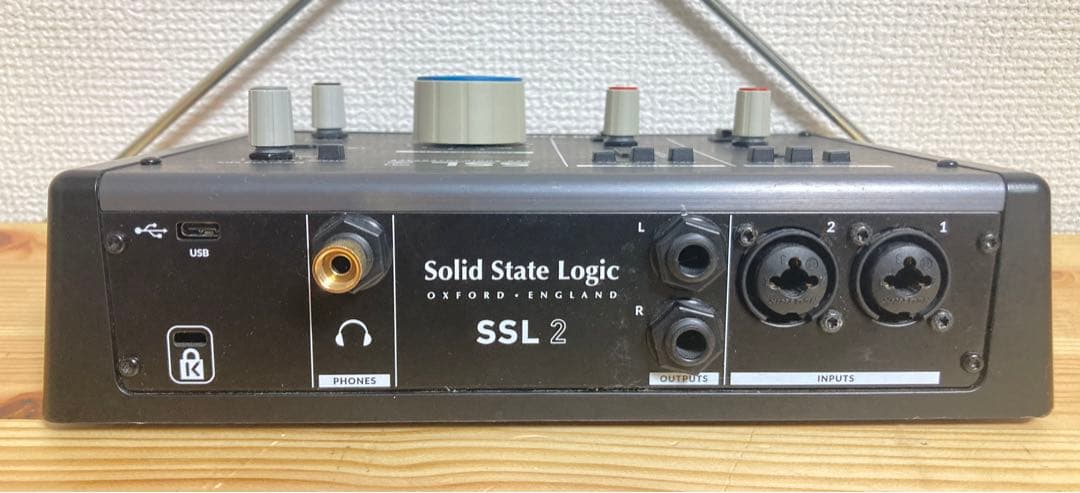 USB
K
PHONES
Solid State Logic
OXFORD • ENGLAND
SSL 2
L
R
OUTPUTS
2
1
INPUTS